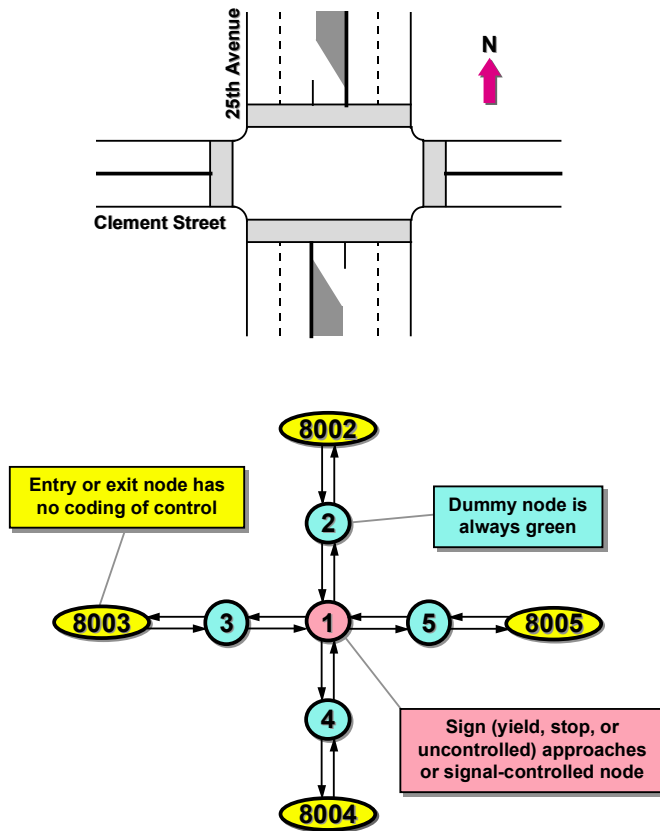 25th Avenue
N
Clement Street
8002
Entry or exit node has
no coding of control
Dummy node is
always green
2
8003
3
1
5
8005
4
Sign (yield, stop, or
uncontrolled) approaches
or signal-controlled node
8004